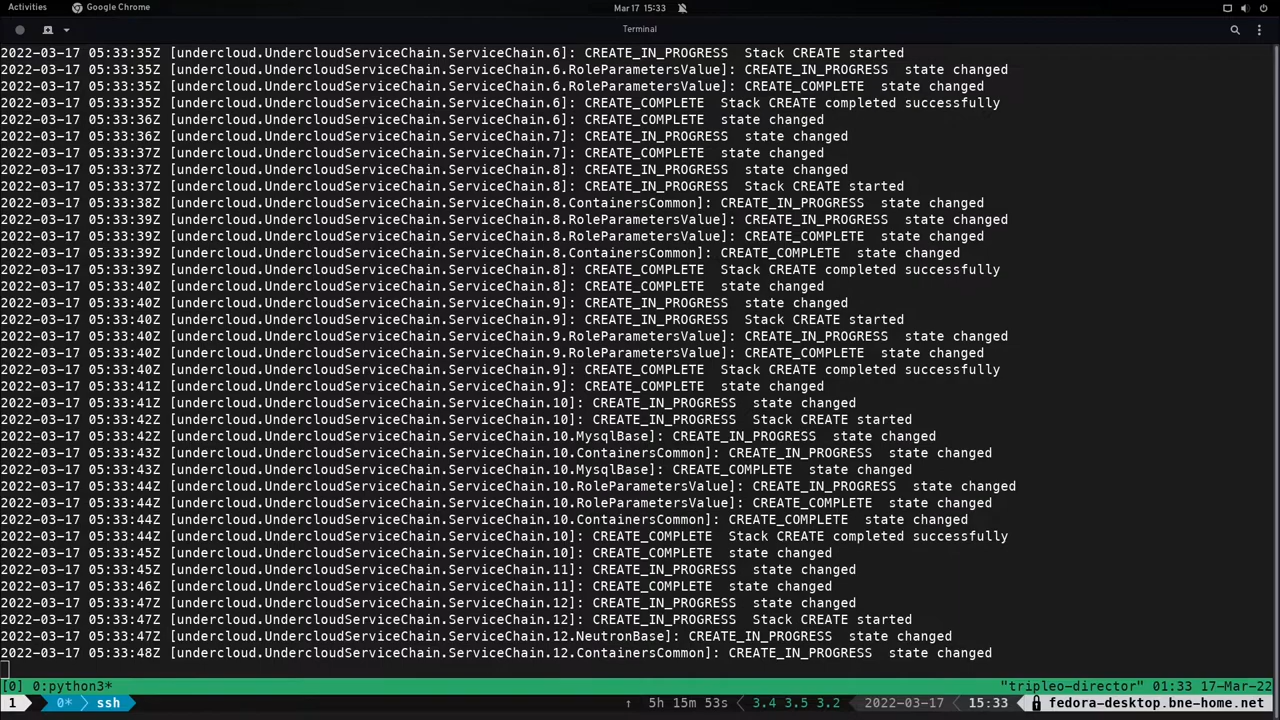 Activities Google Chrome Mar 17 15:33
Terminal
2022-03-17 05:33:35Z [undercloud.UndercloudServiceChain.ServiceChain.6]: CREATE_IN_PROGRESS  Stack CREATE started
2022-03-17 05:33:35Z [undercloud.UndercloudServiceChain.ServiceChain.6.RoleParametersValue]: CREATE_IN_PROGRESS  state changed
2022-03-17 05:33:35Z [undercloud.UndercloudServiceChain.ServiceChain.6.RoleParametersValue]: CREATE_COMPLETE  state changed
2022-03-17 05:33:35Z [undercloud.UndercloudServiceChain.ServiceChain.6]: CREATE_COMPLETE  Stack CREATE completed successfully
2022-03-17 05:33:36Z [undercloud.UndercloudServiceChain.ServiceChain.6]: CREATE_COMPLETE  state changed
2022-03-17 05:33:36Z [undercloud.UndercloudServiceChain.ServiceChain.7]: CREATE_IN_PROGRESS  state changed
2022-03-17 05:33:37Z [undercloud.UndercloudServiceChain.ServiceChain.7]: CREATE_COMPLETE  state changed
2022-03-17 05:33:37Z [undercloud.UndercloudServiceChain.ServiceChain.8]: CREATE_IN_PROGRESS  state changed
2022-03-17 05:33:37Z [undercloud.UndercloudServiceChain.ServiceChain.8]: CREATE_IN_PROGRESS  Stack CREATE started
2022-03-17 05:33:38Z [undercloud.UndercloudServiceChain.ServiceChain.8.ContainersCommon]: CREATE_IN_PROGRESS  state changed
2022-03-17 05:33:39Z [undercloud.UndercloudServiceChain.ServiceChain.8.RoleParametersValue]: CREATE_IN_PROGRESS  state changed
2022-03-17 05:33:39Z [undercloud.UndercloudServiceChain.ServiceChain.8.RoleParametersValue]: CREATE_COMPLETE  state changed
2022-03-17 05:33:39Z [undercloud.UndercloudServiceChain.ServiceChain.8.ContainersCommon]: CREATE_COMPLETE  state changed
2022-03-17 05:33:39Z [undercloud.UndercloudServiceChain.ServiceChain.8]: CREATE_COMPLETE  Stack CREATE completed successfully
2022-03-17 05:33:40Z [undercloud.UndercloudServiceChain.ServiceChain.8]: CREATE_COMPLETE  state changed
2022-03-17 05:33:40Z [undercloud.UndercloudServiceChain.ServiceChain.9]: CREATE_IN_PROGRESS  state changed
2022-03-17 05:33:40Z [undercloud.UndercloudServiceChain.ServiceChain.9]: CREATE_IN_PROGRESS  Stack CREATE started
2022-03-17 05:33:40Z [undercloud.UndercloudServiceChain.ServiceChain.9.RoleParametersValue]: CREATE_IN_PROGRESS  state changed
2022-03-17 05:33:40Z [undercloud.UndercloudServiceChain.ServiceChain.9.RoleParametersValue]: CREATE_COMPLETE  state changed
2022-03-17 05:33:40Z [undercloud.UndercloudServiceChain.ServiceChain.9]: CREATE_COMPLETE  Stack CREATE completed successfully
2022-03-17 05:33:41Z [undercloud.UndercloudServiceChain.ServiceChain.9]: CREATE_COMPLETE  state changed
2022-03-17 05:33:41Z [undercloud.UndercloudServiceChain.ServiceChain.10]: CREATE_IN_PROGRESS  state changed
2022-03-17 05:33:42Z [undercloud.UndercloudServiceChain.ServiceChain.10]: CREATE_IN_PROGRESS  Stack CREATE started
2022-03-17 05:33:42Z [undercloud.UndercloudServiceChain.ServiceChain.10.MysqlBase]: CREATE_IN_PROGRESS  state changed
2022-03-17 05:33:43Z [undercloud.UndercloudServiceChain.ServiceChain.10.ContainersCommon]: CREATE_IN_PROGRESS  state changed
2022-03-17 05:33:43Z [undercloud.UndercloudServiceChain.ServiceChain.10.MysqlBase]: CREATE_COMPLETE  state changed
2022-03-17 05:33:44Z [undercloud.UndercloudServiceChain.ServiceChain.10.RoleParametersValue]: CREATE_IN_PROGRESS  state changed
2022-03-17 05:33:44Z [undercloud.UndercloudServiceChain.ServiceChain.10.RoleParametersValue]: CREATE_COMPLETE  state changed
2022-03-17 05:33:44Z [undercloud.UndercloudServiceChain.ServiceChain.10.ContainersCommon]: CREATE_COMPLETE  state changed
2022-03-17 05:33:44Z [undercloud.UndercloudServiceChain.ServiceChain.10]: CREATE_COMPLETE  Stack CREATE completed successfully
2022-03-17 05:33:45Z [undercloud.UndercloudServiceChain.ServiceChain.10]: CREATE_COMPLETE  state changed
2022-03-17 05:33:45Z [undercloud.UndercloudServiceChain.ServiceChain.11]: CREATE_IN_PROGRESS  state changed
2022-03-17 05:33:46Z [undercloud.UndercloudServiceChain.ServiceChain.11]: CREATE_COMPLETE  state changed
2022-03-17 05:33:47Z [undercloud.UndercloudServiceChain.ServiceChain.12]: CREATE_IN_PROGRESS  state changed
2022-03-17 05:33:47Z [undercloud.UndercloudServiceChain.ServiceChain.12]: CREATE_IN_PROGRESS  Stack CREATE started
2022-03-17 05:33:47Z [undercloud.UndercloudServiceChain.ServiceChain.12.NeutronBase]: CREATE_IN_PROGRESS  state changed
2022-03-17 05:33:48Z [undercloud.UndercloudServiceChain.ServiceChain.12.ContainersCommon]: CREATE_IN_PROGRESS  state changed
[0] 0:python3* "tripleo-director" 01:33 17-Mar-22
1 0* ssh ↑ 5h 15m 53s 3.4 3.5 3.2 2022-03-17 15:33 fedora-desktop.bne-home.net